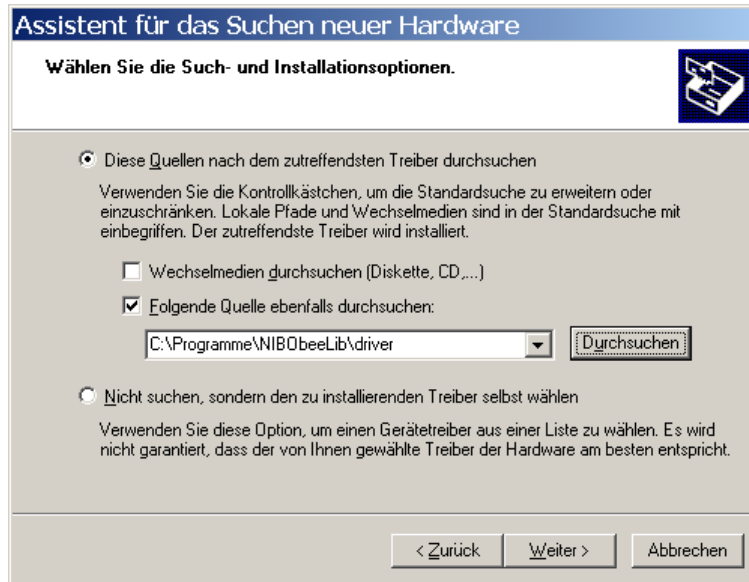 Assistent für das Suchen neuer Hardware
Wählen Sie die Such- und Installationsoptionen.
Diese Quellen nach dem zutreffendsten Treiber durchsuchen
Verwenden Sie die Kontrollkästchen, um die Standardsuche zu erweitern oder
einzuschränken. Lokale Pfade und Wechselmedien sind in der Standardsuche mit
einbegriffen. Der zutreffendste Treiber wird installiert.
Wechselmedien durchsuchen (Diskette, CD,...)
Folgende Quelle ebenfalls durchsuchen:
C:\Programme\NIBObeeLib\driver
Durchsuchen
Nicht suchen, sondern den zu installierenden Treiber selbst wählen
Verwenden Sie diese Option, um einen Gerätetreiber aus einer Liste zu wählen. Es wird
nicht garantiert, dass der von Ihnen gewählte Treiber der Hardware am besten entspricht.
< Zurück Weiter > Abbrechen